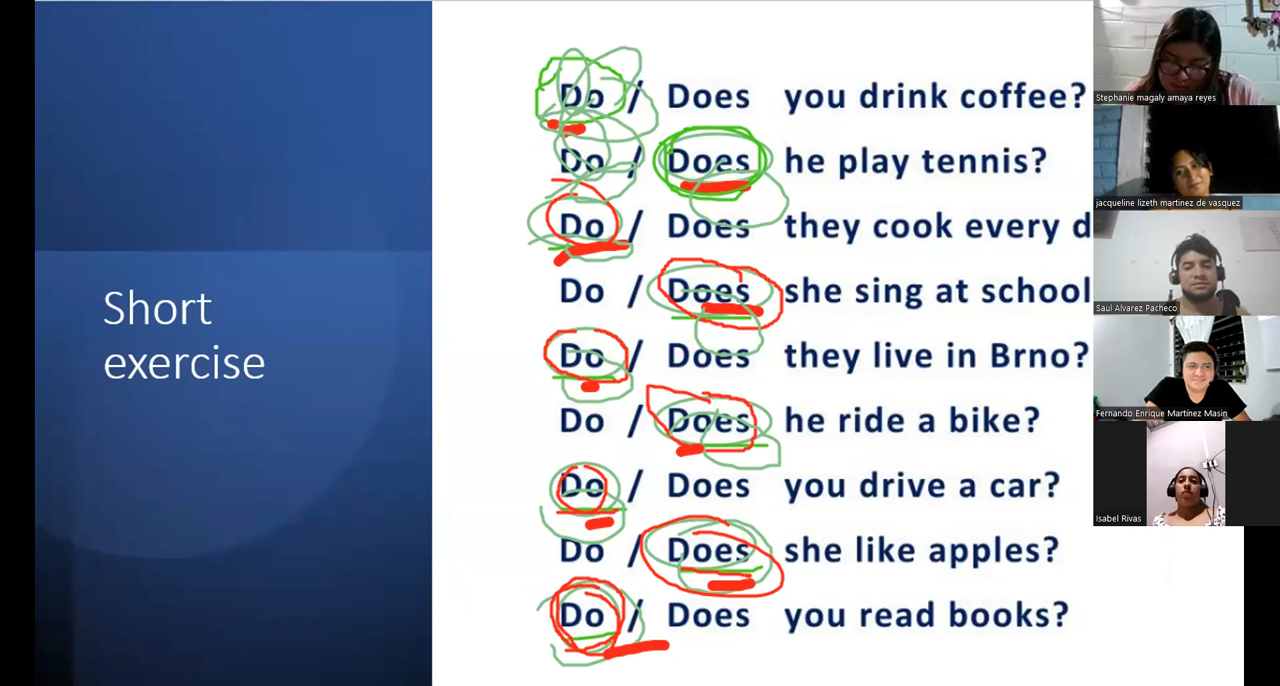 Short
exercise
Do / Does you drink coffee?
Do / Does he play tennis?
Do / Does they cook every d
Do / Does she sing at school
Do / Does they live in Brno?
Do / Does he ride a bike?
Do / Does you drive a car?
Do / Does she like apples?
Do / Does you read books?
Stephanie magaly amaya reyes
jacqueline lizeth martinez de vasquez
Saul Alvarez Pacheco
Fernando Enrique Martínez Masin
Isabel Rivas